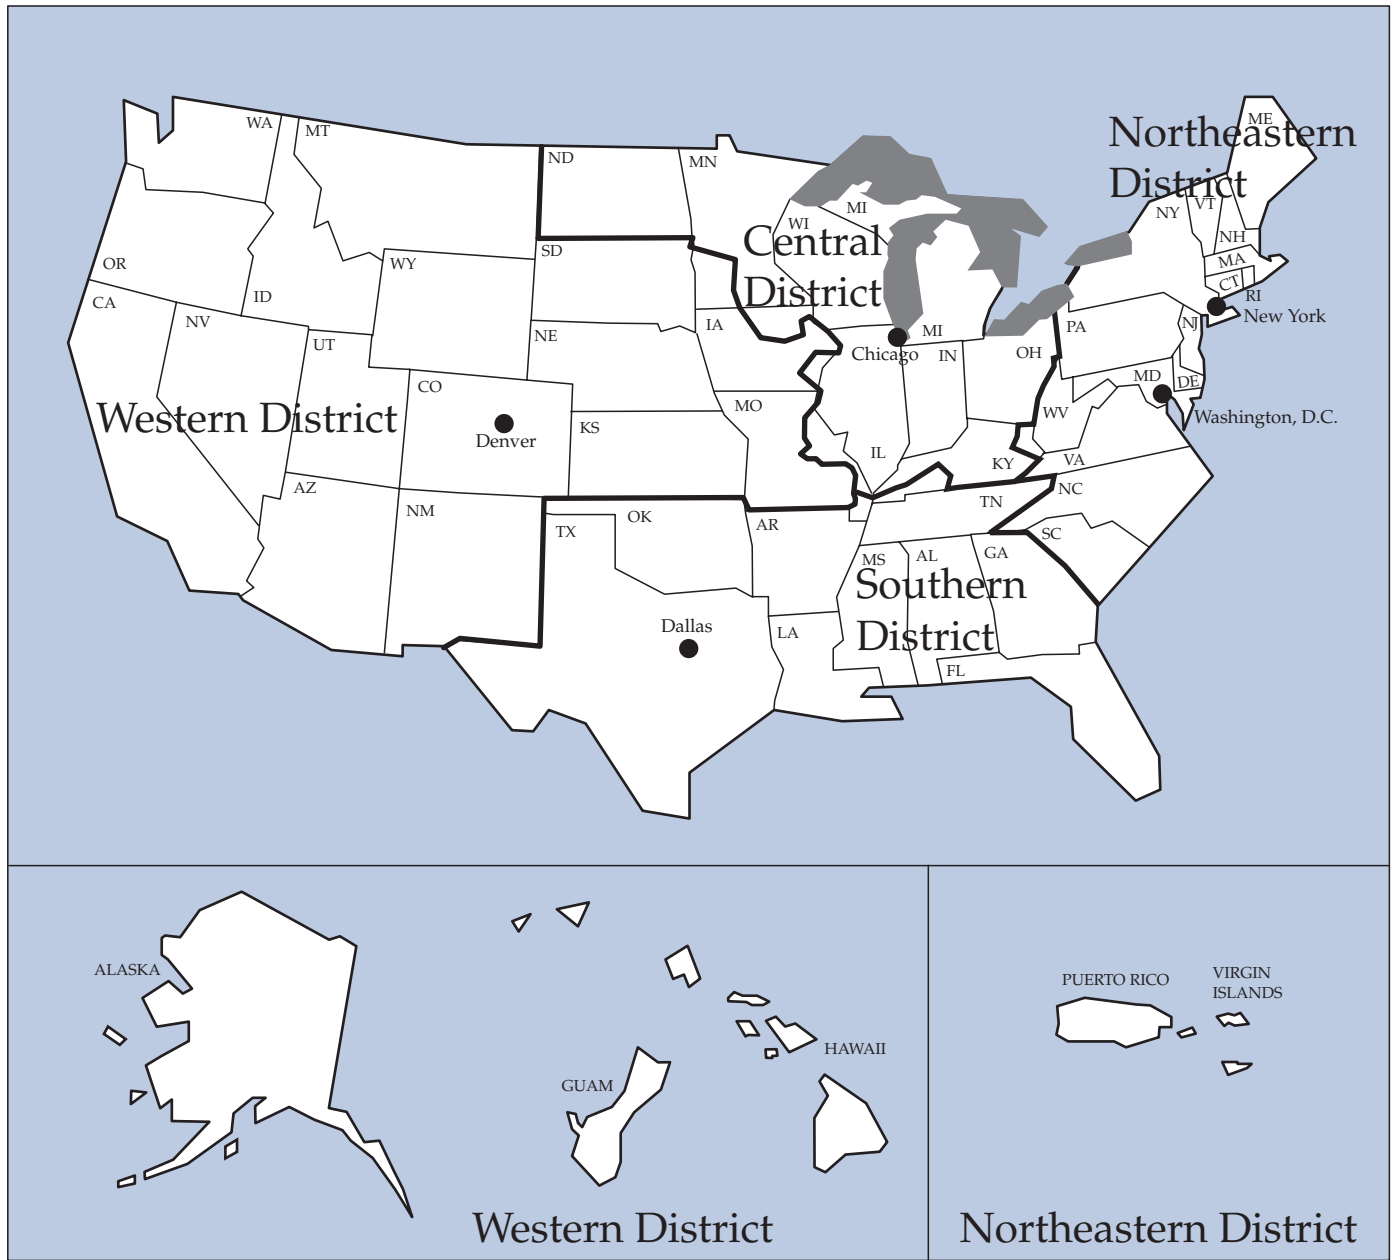 ME
Northeastern
District
WA
MT
ND
MN
MI
NY
VT
NH
WI
Central
District
SD
OR
WY
MA
CT
RI
New York
CA
ID
NV
IA
PA
NJ
MI
UT
NE
Chicago
IN
OH
CO
MO
MD
DE
Western District
WV
Washington, D.C.
Denver
KS
IL
KY
VA
AZ
NM
TN
NC
TX
OK
AR
SC
MS
AL
GA
Southern
District
Dallas
LA
FL
ALASKA
PUERTO RICO
VIRGIN
ISLANDS
HAWAII
GUAM
Western District
Northeastern District